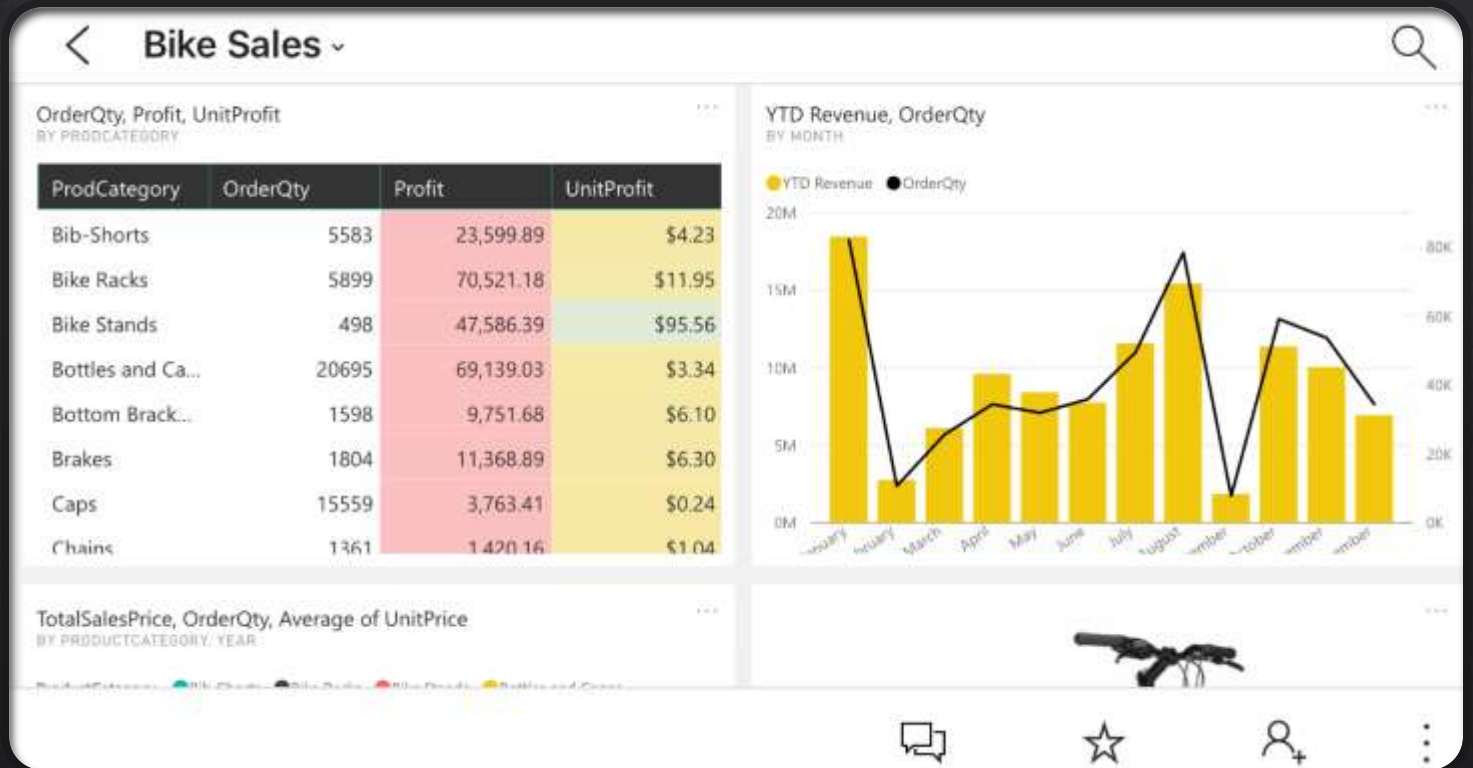 Bike Sales
OrderQty, Profit, UnitProfit
BY PRODCATEGORY
ProdCategory OrderQty Profit UnitProfit
Bib-Shorts 5583 23,599.89 $4.23
Bike Racks 5899 70,521.18 $11.95
Bike Stands 498 47,586.39 $95.56
Bottles and Ca... 20695 69,139.03 $3.34
Bottom Brack... 1598 9,751.68 $6.10
Brakes 1804 11,368.89 $6.30
Caps 15559 3,763.41 $0.24
Chains 1361 1,420.16 $1.04
YTD Revenue, OrderQty
BY MONTH
YTD Revenue OrderQty
20M
15M
10M
5M
0M
80K
60K
40K
20K
0K
March April May June July August
TotalSalesPrice, OrderQty, Average of UnitPrice
BY PRODUCTCATEGORY, YEAR